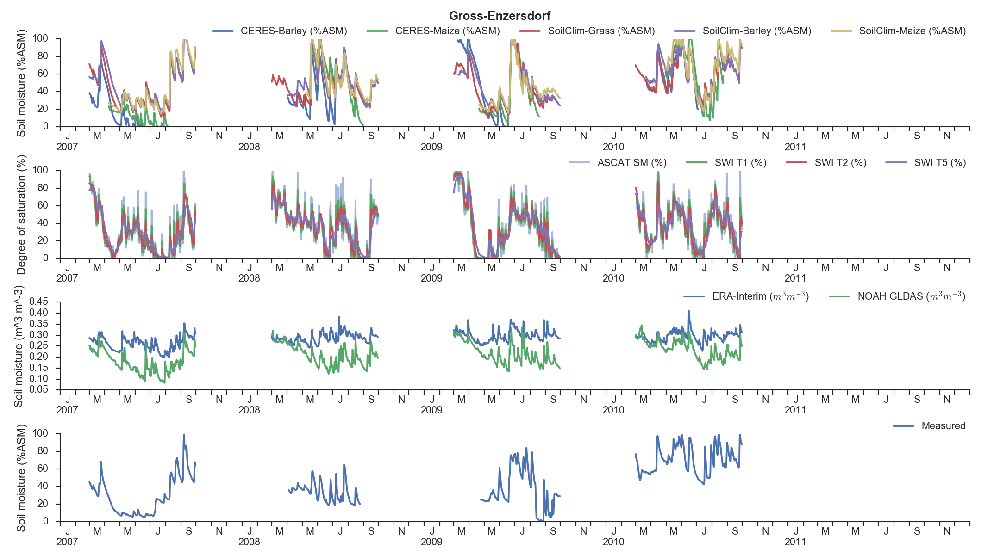 Gross-Enzersdorf
CERES-Barley (%ASM) CERES-Maize (%ASM) SoilClim-Grass (%ASM) SoilClim-Barley (%ASM) SoilClim-Maize (%ASM)
Soil moisture (%ASM)
100
80
60
40
20
0
J M M J S N J M M J S N J M M J S N J M M J S N J M M J S N
2007 2008 2009 2010 2011
ASCAT SM (%) SWI T1 (%) SWI T2 (%) SWI T5 (%)
Degree of saturation (%)
100
80
60
40
20
0
J M M J S N J M M J S N J M M J S N J M M J S N J M M J S N
2007 2008 2009 2010 2011
ERA-Interim (m³m⁻³) NOAH GLDAS (m³m⁻³)
Soil moisture (m^3 m^-3)
0.45
0.40
0.35
0.30
0.25
0.20
0.15
0.10
0.05
J M M J S N J M M J S N J M M J S N J M M J S N J M M J S N
2007 2008 2009 2010 2011
Measured
Soil moisture (%ASM)
100
80
60
40
20
0
J M M J S N J M M J S N J M M J S N J M M J S N J M M J S N
2007 2008 2009 2010 2011